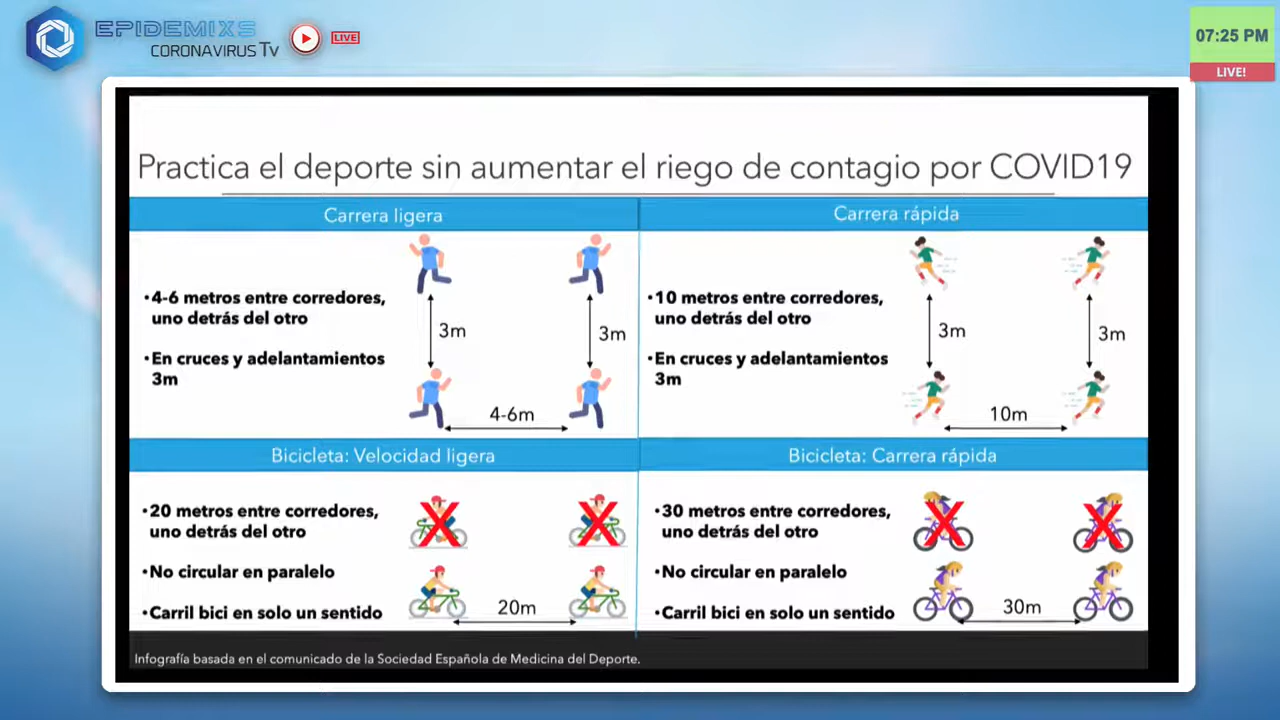 EPIDEMIXS
CORONAVIRUS Tv
LIVE
07:25 PM
LIVE!
Practica el deporte sin aumentar el riego de contagio por COVID19
Carrera ligera
•4-6 metros entre corredores,
uno detrás del otro
•En cruces y adelantamientos
3m
3m
3m
4-6m
Carrera rápida
•10 metros entre corredores,
uno detrás del otro
•En cruces y adelantamientos
3m
3m
3m
10m
Bicicleta: Velocidad ligera
•20 metros entre corredores,
uno detrás del otro
•No circular en paralelo
•Carril bici en solo un sentido
X
X
20m
Bicicleta: Carrera rápida
•30 metros entre corredores,
uno detrás del otro
•No circular en paralelo
•Carril bici en solo un sentido
X
X
30m
Infografía basada en el comunicado de la Sociedad Española de Medicina del Deporte.